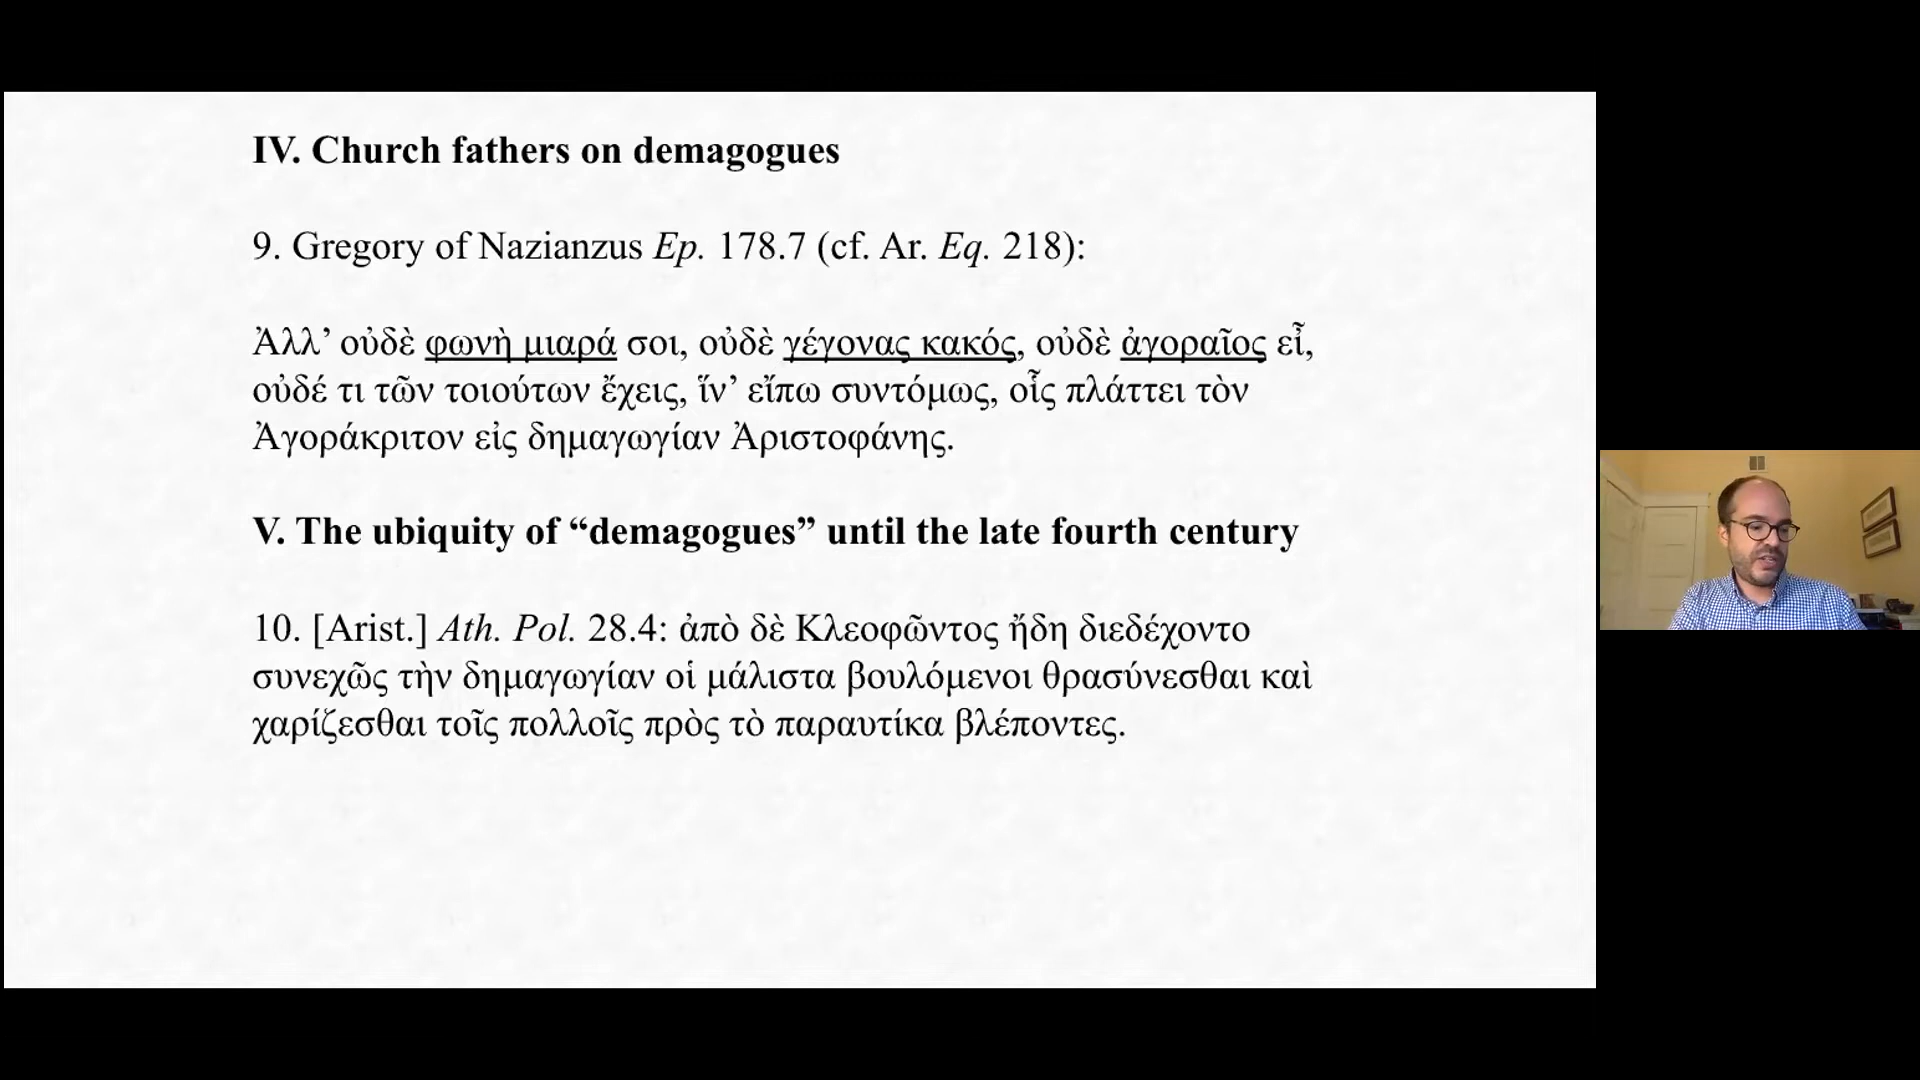 IV. Church fathers on demagogues
9. Gregory of Nazianzus Ep. 178.7 (cf. Ar. Eq. 218):
Ἀλλ’ οὐδὲ φωνὴ μιαρά σοι, οὐδὲ γέγονας κακός, οὐδὲ ἀγοραῖος εἶ,
οὐδέ τι τῶν τοιούτων ἔχεις, ἵν’ εἴπω συντόμως, οἷς πλάττει τὸν
Ἀγοράκριτον εἰς δημαγωγίαν Ἀριστοφάνης.
V. The ubiquity of “demagogues” until the late fourth century
10. [Arist.] Ath. Pol. 28.4: ἀπὸ δὲ Κλεοφῶντος ἤδη διεδέχοντο
συνεχῶς τὴν δημαγωγίαν οἱ μάλιστα βουλόμενοι θρασύνεσθαι καὶ
χαρίζεσθαι τοῖς πολλοῖς πρὸς τὸ παραυτίκα βλέποντες.